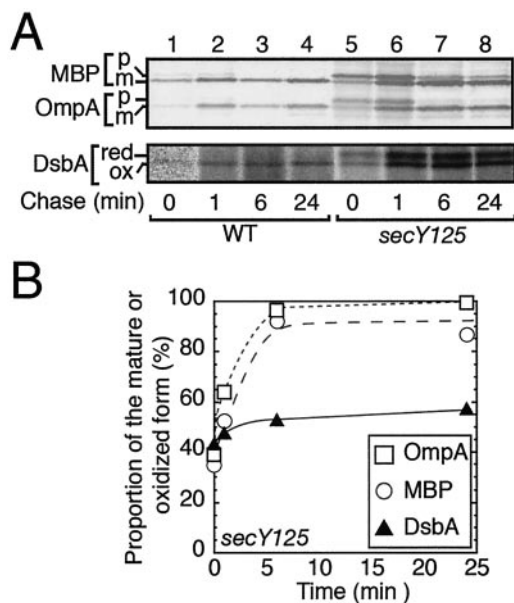 A
1 2 3 4 5 6 7 8
MBP p
m
OmpA p
m
DsbA red
ox
Chase (min) 0 1 6 24 0 1 6 24
WT secY125
B
Proportion of the mature or
oxidized form (%)
100
80
60
40
20
0
OmpA
MBP
DsbA
secY125
0 5 10 15 20 25
Time (min )